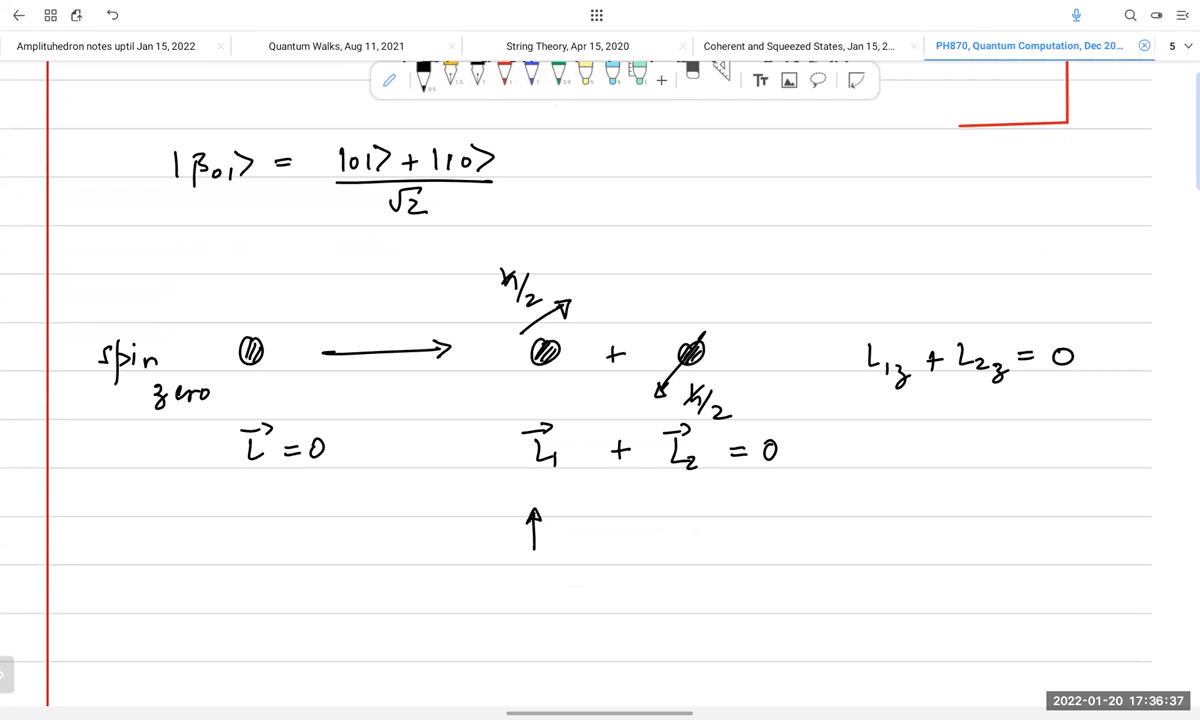 Amplituhedron notes uptil Jan 15, 2022 Quantum Walks, Aug 11, 2021 String Theory, Apr 15, 2020 Coherent and Squeezed States, Jan 15, 2... PH870, Quantum Computation, Dec 20... 5
Tт
|β₀₁⟩ = |01⟩ + |10⟩
√2
ħ/2
spin zero → + L₁z + L₂z = 0
ħ/2
L⃗ = 0 L⃗₁ + L⃗₂ = 0
↑
2022-01-20 17:36:37